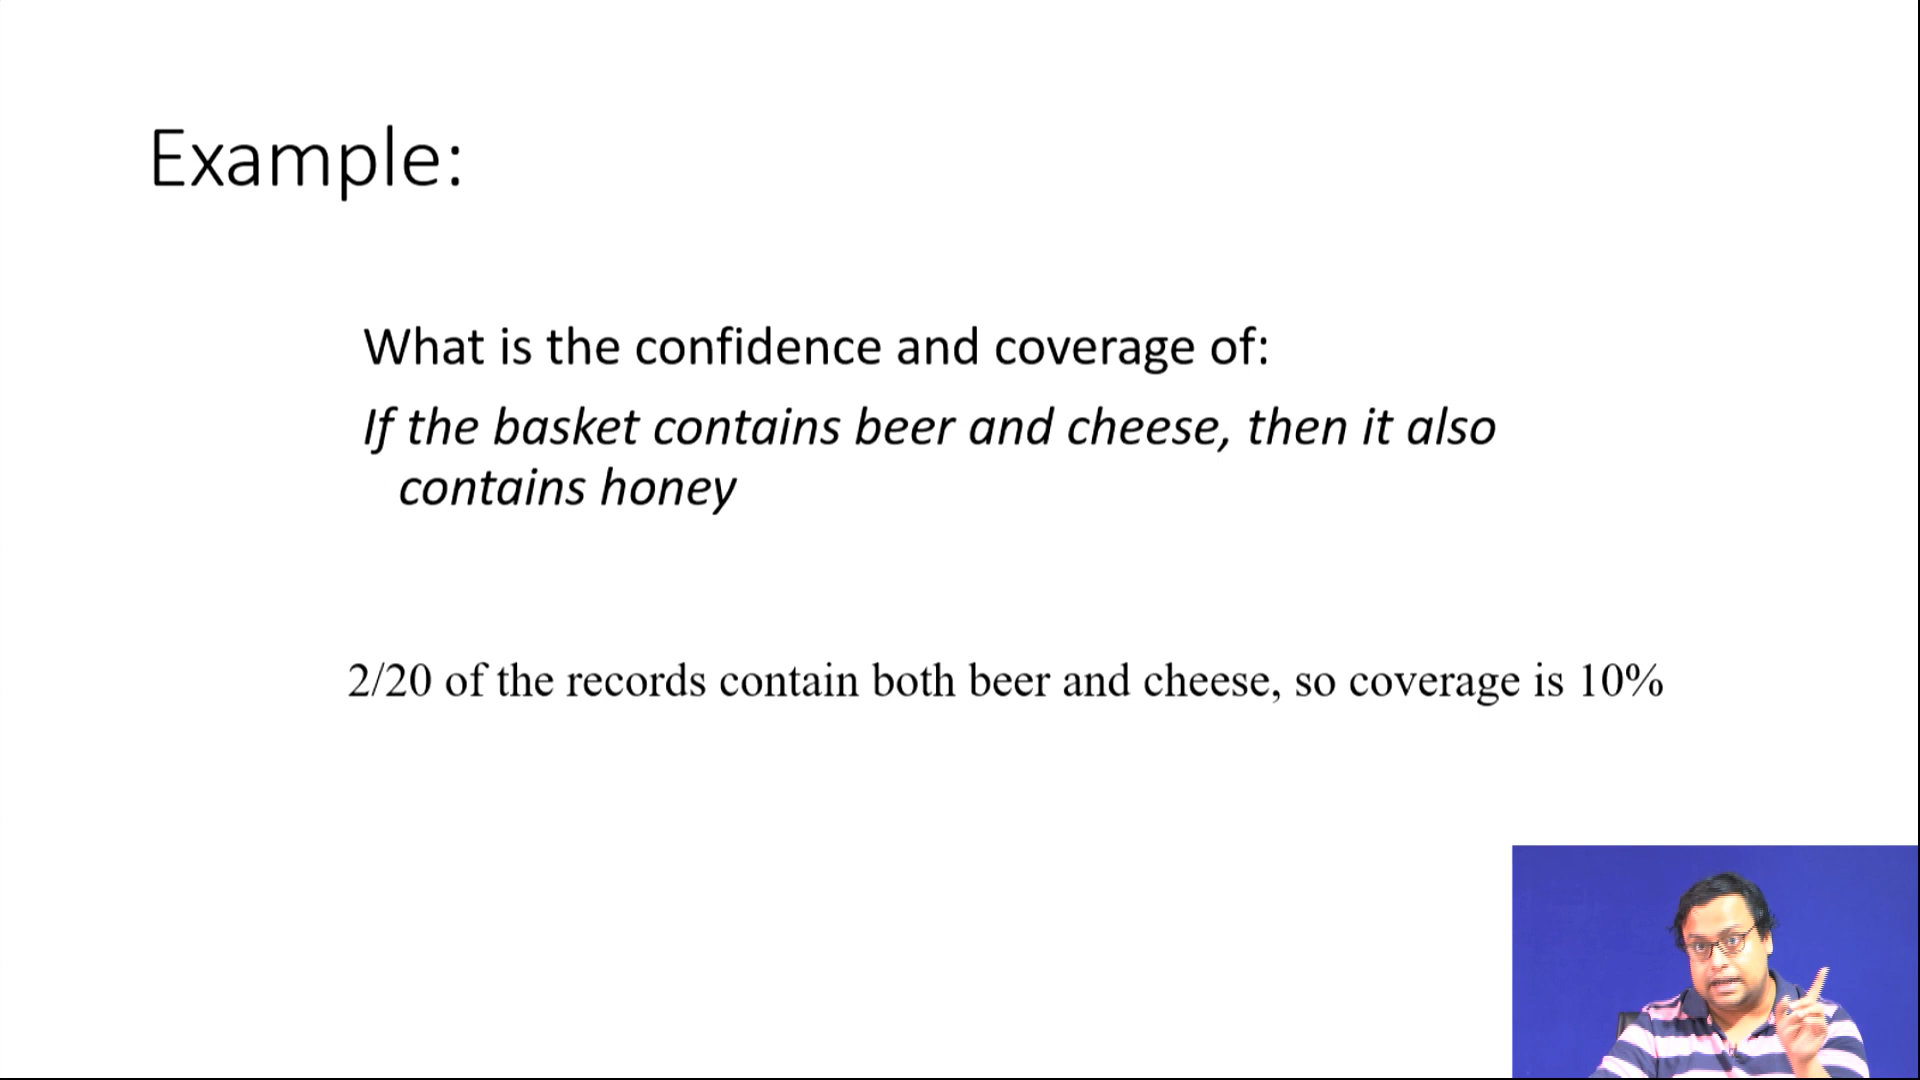 Example:
What is the confidence and coverage of:
If the basket contains beer and cheese, then it also
contains honey
2/20 of the records contain both beer and cheese, so coverage is 10%